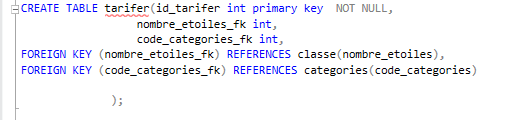 CREATE TABLE tarifer(id_tarifer int primary key  NOT NULL,
nombre_etoiles_fk int,
code_categories_fk int,
FOREIGN KEY (nombre_etoiles_fk) REFERENCES classe(nombre_etoiles),
FOREIGN KEY (code_categories_fk) REFERENCES categories(code_categories)
);